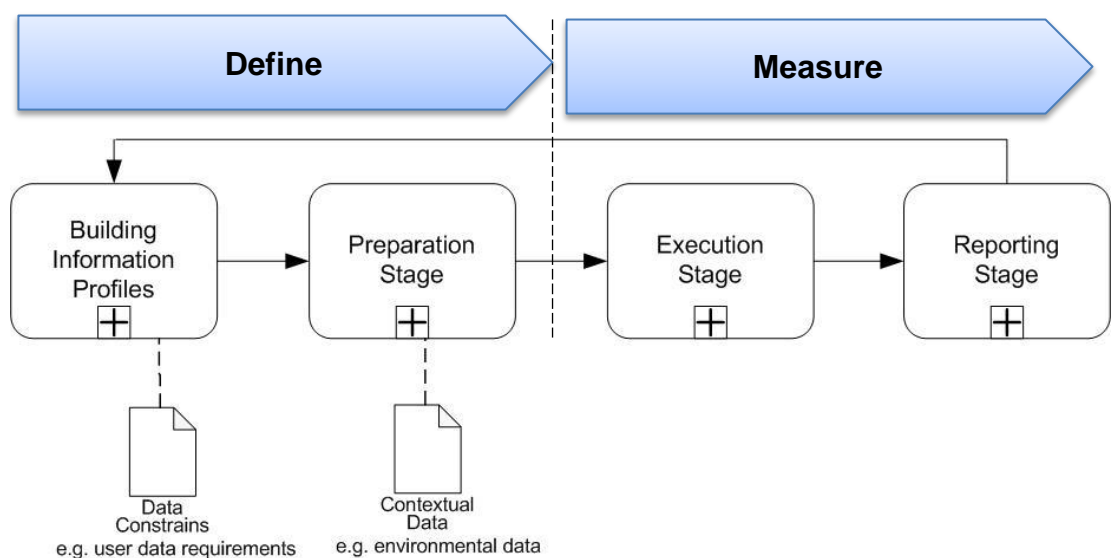 Define
Measure
Building
Information
Profiles
Preparation
Stage
Execution
Stage
Reporting
Stage
Data
Constrains
e.g. user data requirements
Contextual
Data
e.g. environmental data